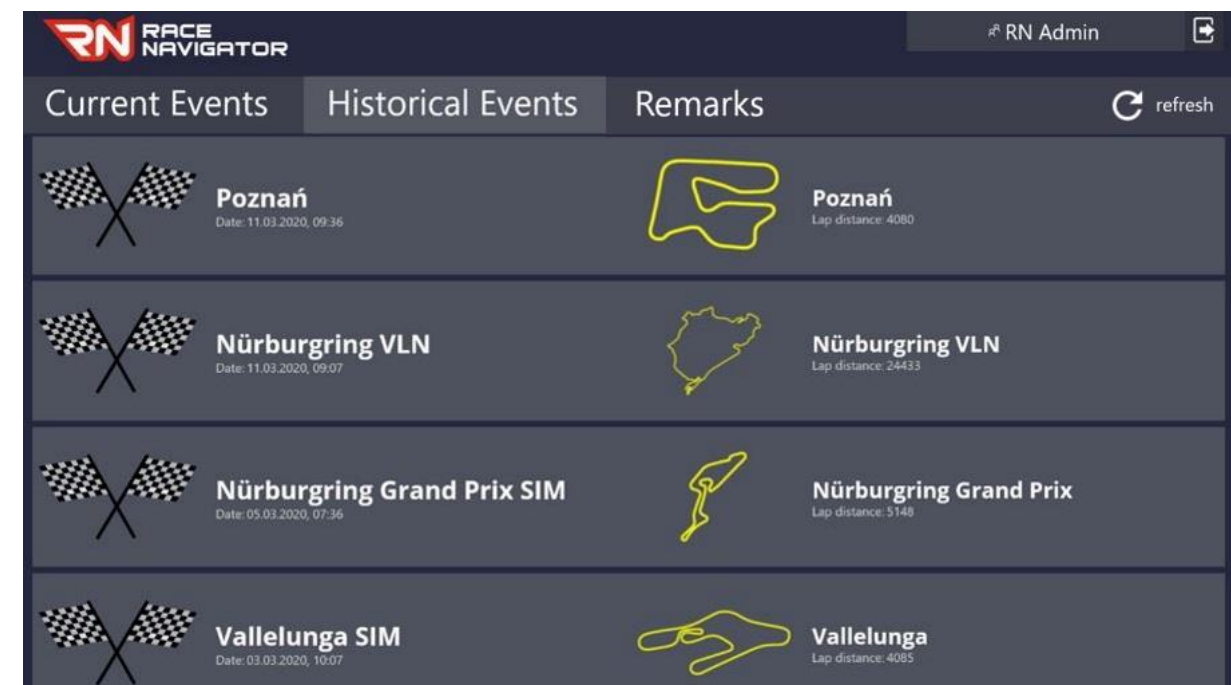 RN RACE
NAVIGATOR
RN Admin
Current Events Historical Events Remarks refresh
Poznań
Date: 11.03.2020, 09:36
Poznań
Lap distance: 4080
Nürburgring VLN
Date: 11.03.2020, 09:07
Nürburgring VLN
Lap distance: 24433
Nürburgring Grand Prix SIM
Date: 05.03.2020, 07:36
Nürburgring Grand Prix
Lap distance: 5148
Vallelunga SIM
Date: 03.03.2020, 10:07
Vallelunga
Lap distance: 4085